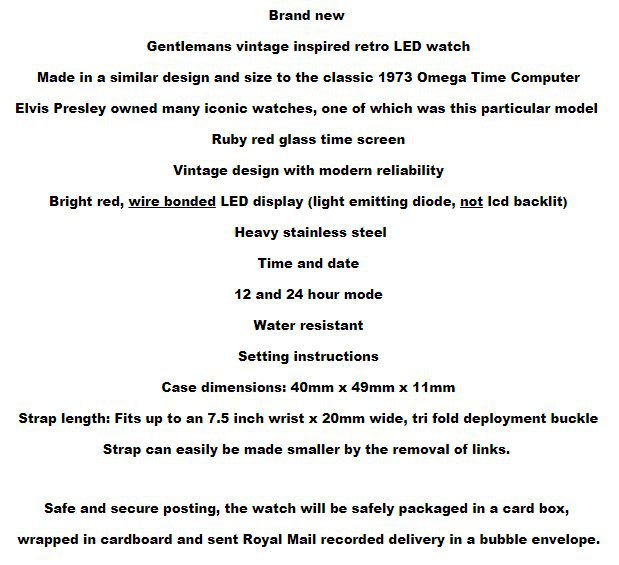 Brand new
Gentlemans vintage inspired retro LED watch
Made in a similar design and size to the classic 1973 Omega Time Computer
Elvis Presley owned many iconic watches, one of which was this particular model
Ruby red glass time screen
Vintage design with modern reliability
Bright red, wire bonded LED display (light emitting diode, not lcd backlit)
Heavy stainless steel
Time and date
12 and 24 hour mode
Water resistant
Setting instructions
Case dimensions: 40mm x 49mm x 11mm
Strap length: Fits up to an 7.5 inch wrist x 20mm wide, tri fold deployment buckle
Strap can easily be made smaller by the removal of links.
Safe and secure posting, the watch will be safely packaged in a card box,
wrapped in cardboard and sent Royal Mail recorded delivery in a bubble envelope.